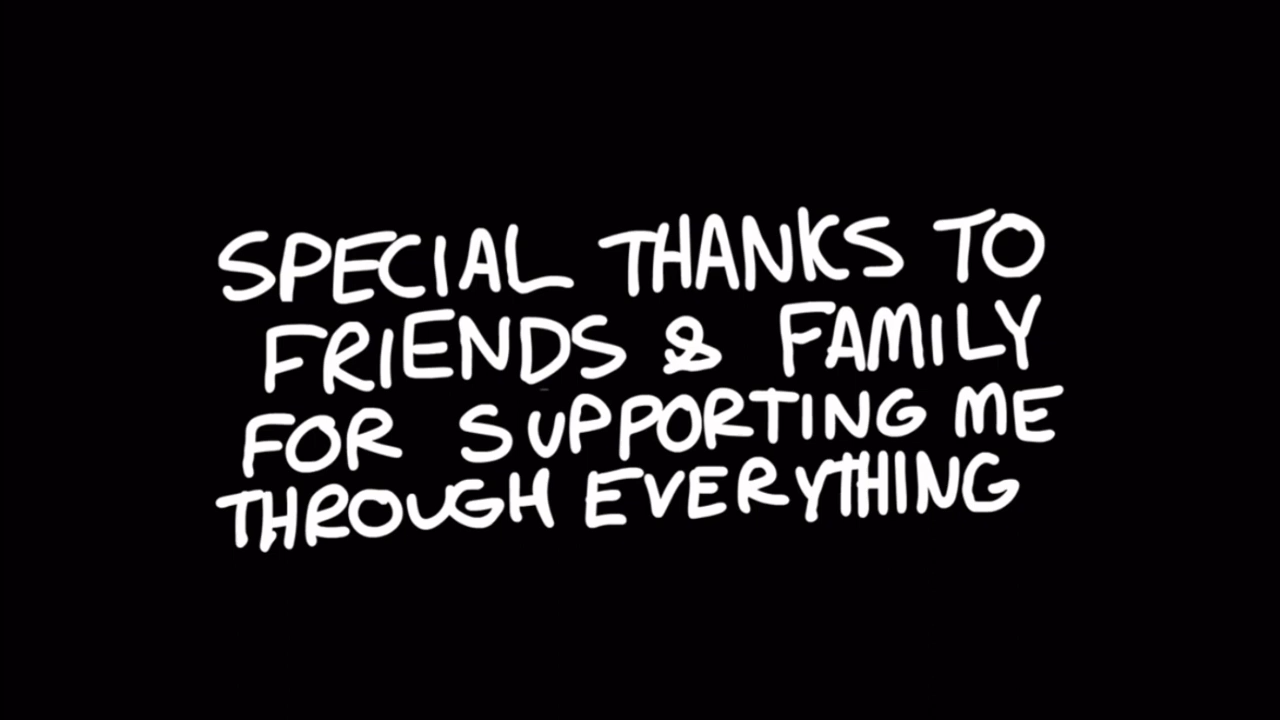 SPECIAL THANKS TO
FRIENDS & FAMILY
FOR SUPPORTING ME
THROUGH EVERYTHING